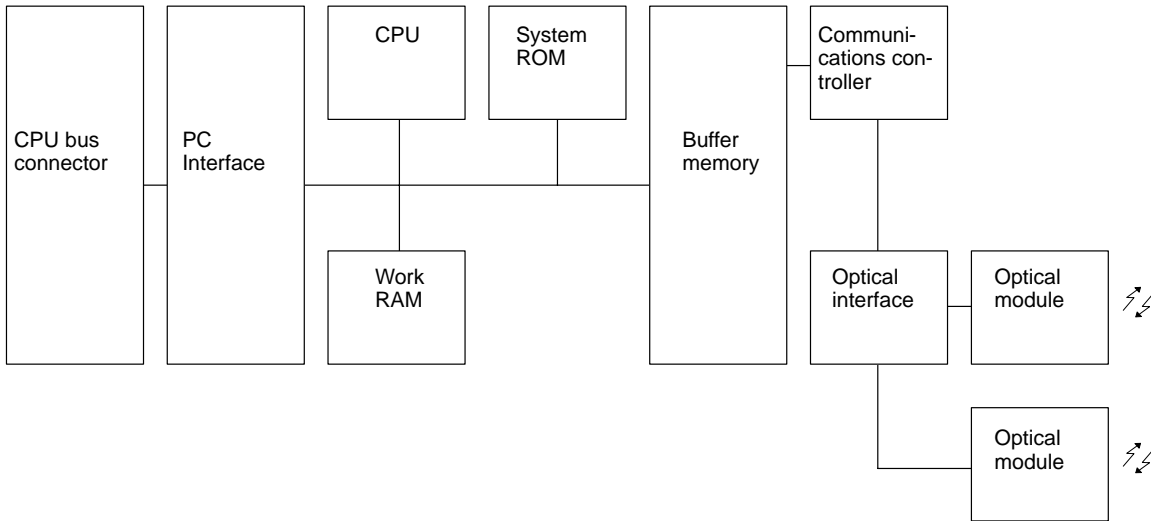 CPU bus
connector
PC
Interface
CPU
System
ROM
Work
RAM
Buffer
memory
Communi-
cations con-
troller
Optical
interface
Optical
module
Optical
module